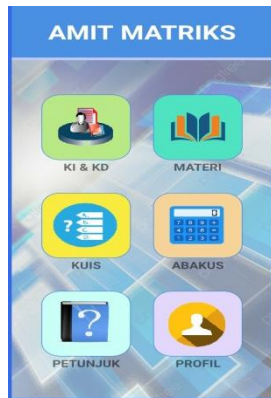 AMIT MATRIKS
KI & KD
MATERI
?
KUIS
ABAKUS
?
PETUNJUK
PROFIL